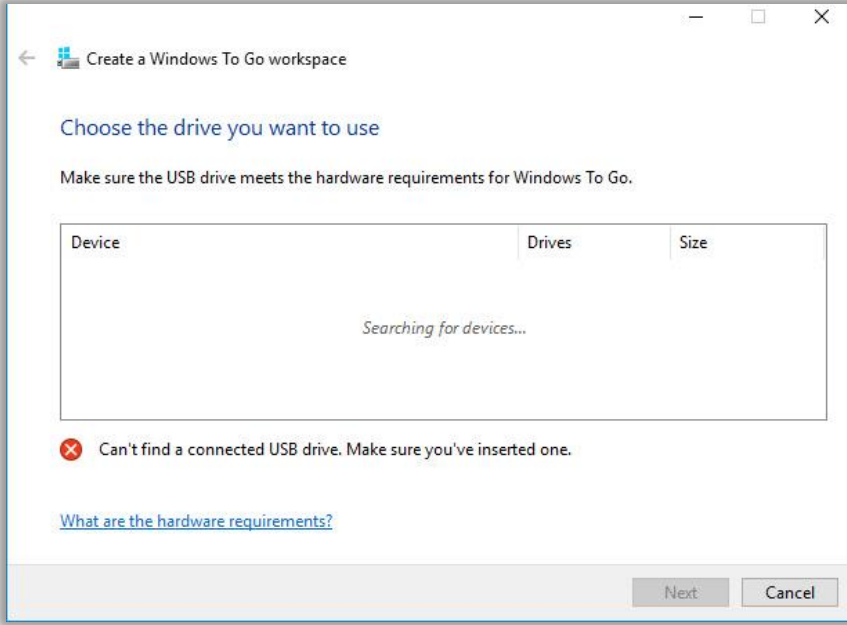 Create a Windows To Go workspace
Choose the drive you want to use
Make sure the USB drive meets the hardware requirements for Windows To Go.
Device Drives Size
Searching for devices...
Can't find a connected USB drive. Make sure you've inserted one.
What are the hardware requirements?
Next Cancel